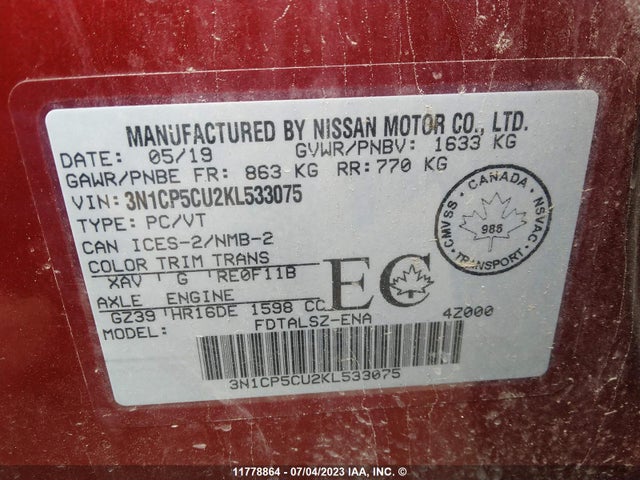 MANUFACTURED BY NISSAN MOTOR CO., LTD.
DATE: 05/19 GVWR/PNBV: 1633 KG
GAWR/PNBE FR: 863 KG RR: 770 KG
VIN: 3N1CP5CU2KL533075
TYPE: PC/VT
CAN ICES-2/NMB-2
COLOR TRIM TRANS
XAV G RE0F11B
AXLE ENGINE
GZ39 HR16DE 1598 CC
EC
CANADA
CMVSS NSVAC
985
TRANSPORT
MODEL: FDTALSZ-ENA 4Z000
3N1CP5CU2KL533075
11778864 - 07/04/2023 IAA, INC. ©